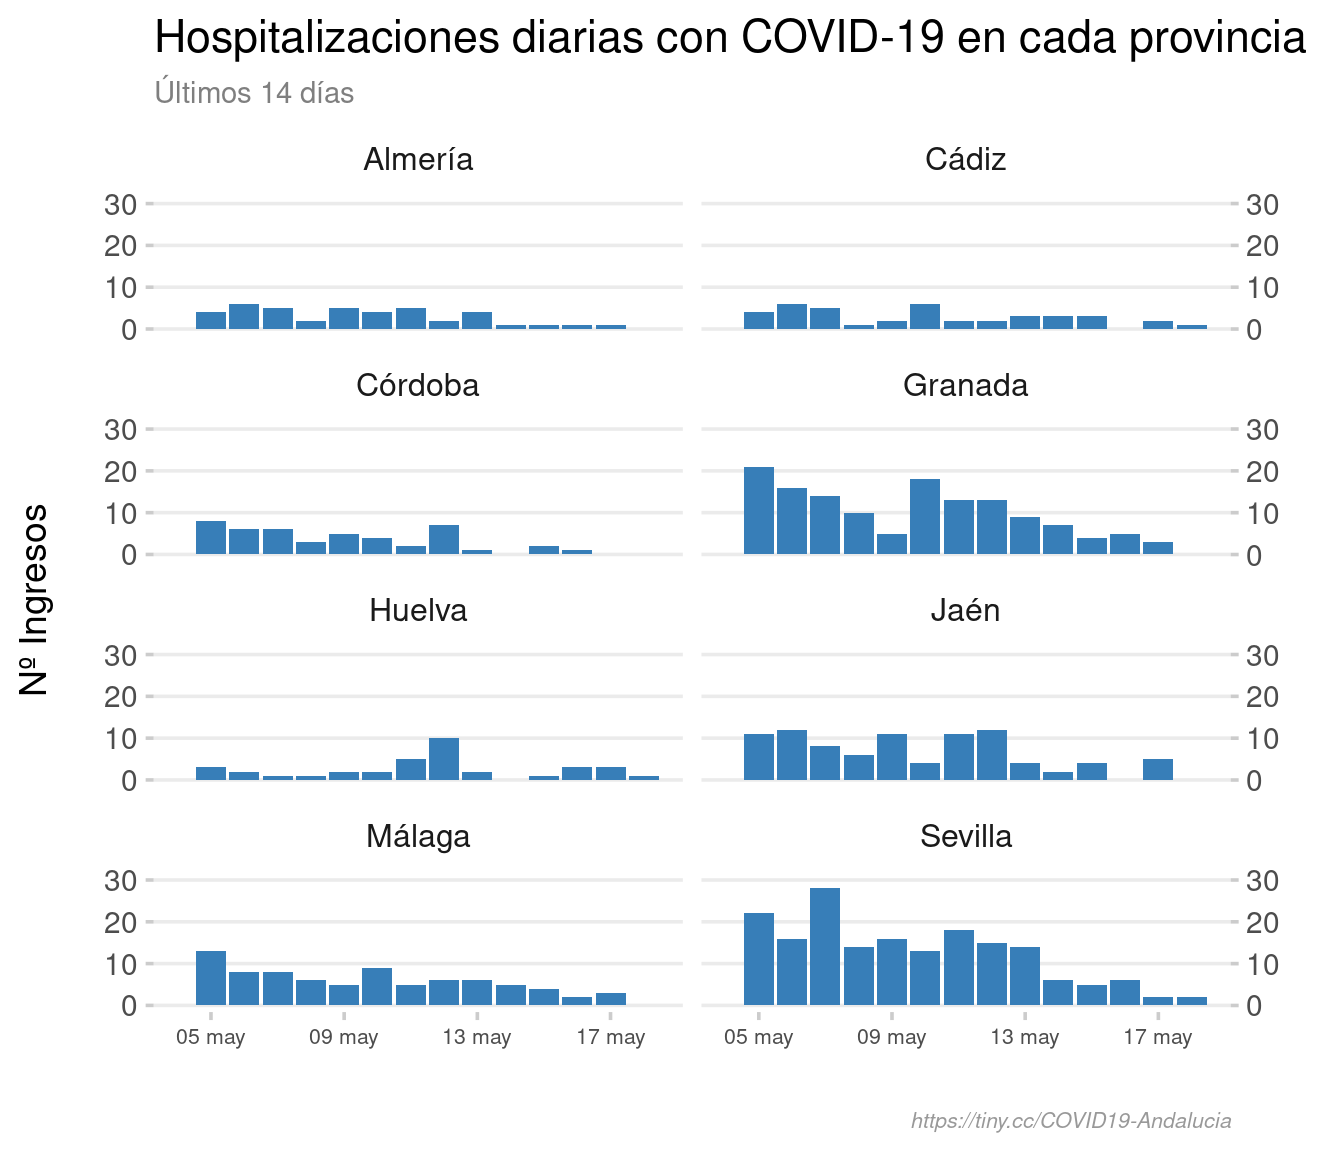 Hospitalizaciones diarias con COVID-19 en cada provincia
Últimos 14 días
Almería
Cádiz
30
20
10
0
30
20
10
0
Córdoba
Granada
30
20
10
0
30
20
10
0
Nº Ingresos
Huelva
Jaén
30
20
10
0
30
20
10
0
Málaga
Sevilla
30
20
10
0
30
20
10
0
05 may 09 may 13 may 17 may
05 may 09 may 13 may 17 may
https://tiny.cc/COVID19-Andalucia